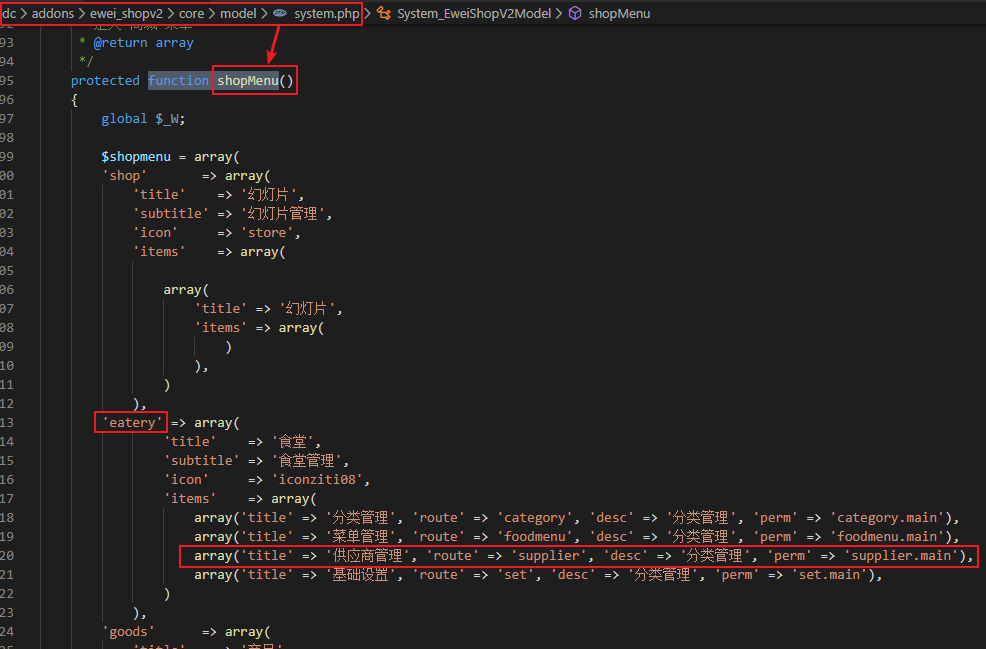 dc > addons > ewei_shopv2 > core > model > system.php > System_EweiShopV2Model > shopMenu
93 * @return array
94 */
95 protected function shopMenu()
96 {
97 global $_W;
98
99 $shopmenu = array(
00 'shop' => array(
01 'title' => '幻灯片',
02 'subtitle' => '幻灯片管理',
03 'icon' => 'store',
04 'items' => array(
05
06 array(
07 'title' => '幻灯片',
08 'items' => array(
09 )
10 ),
11 )
12 ),
13 'eatery' => array(
14 'title' => '食堂',
15 'subtitle' => '食堂管理',
16 'icon' => 'iconziti08',
17 'items' => array(
18 array('title' => '分类管理', 'route' => 'category', 'desc' => '分类管理', 'perm' => 'category.main'),
19 array('title' => '菜单管理', 'route' => 'foodmenu', 'desc' => '分类管理', 'perm' => 'foodmenu.main'),
20 array('title' => '供应商管理', 'route' => 'supplier', 'desc' => '分类管理', 'perm' => 'supplier.main'),
21 array('title' => '基础设置', 'route' => 'set', 'desc' => '分类管理', 'perm' => 'set.main'),
22 )
23 ),
24 'goods' => array(